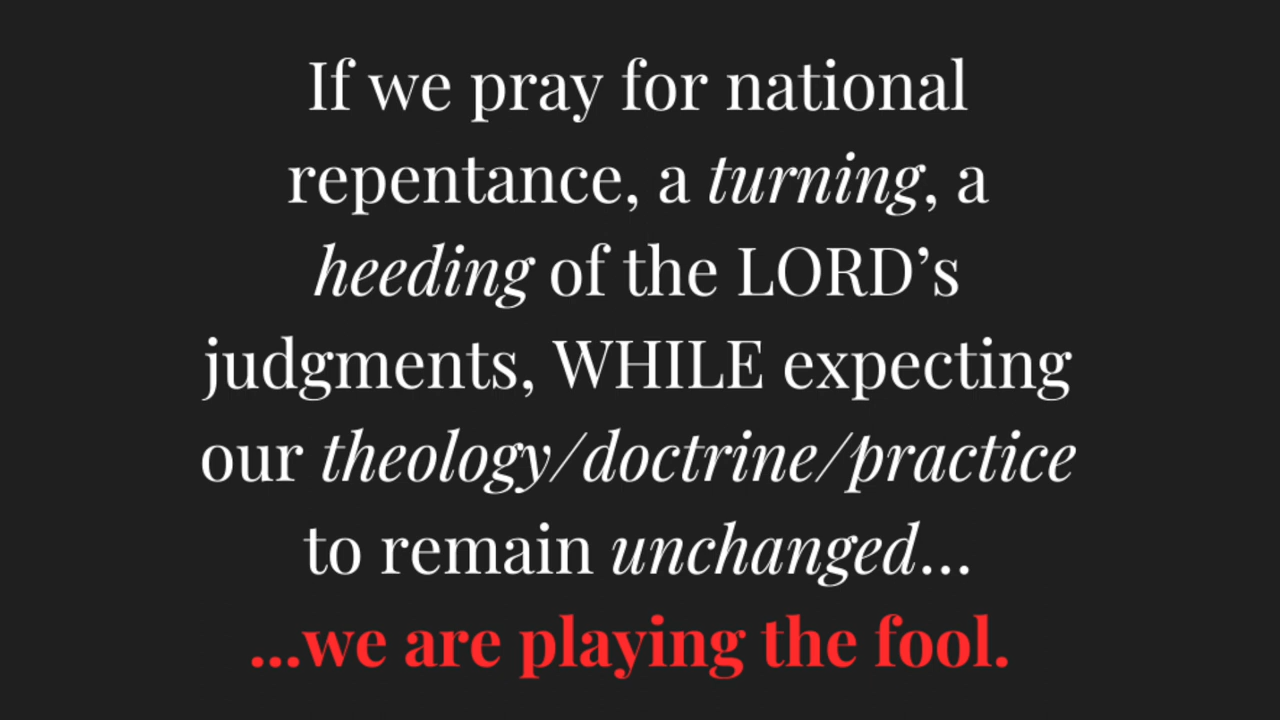 If we pray for national
repentance, a turning, a
heeding of the LORD’s
judgments, WHILE expecting
our theology/doctrine/practice
to remain unchanged...
...we are playing the fool.